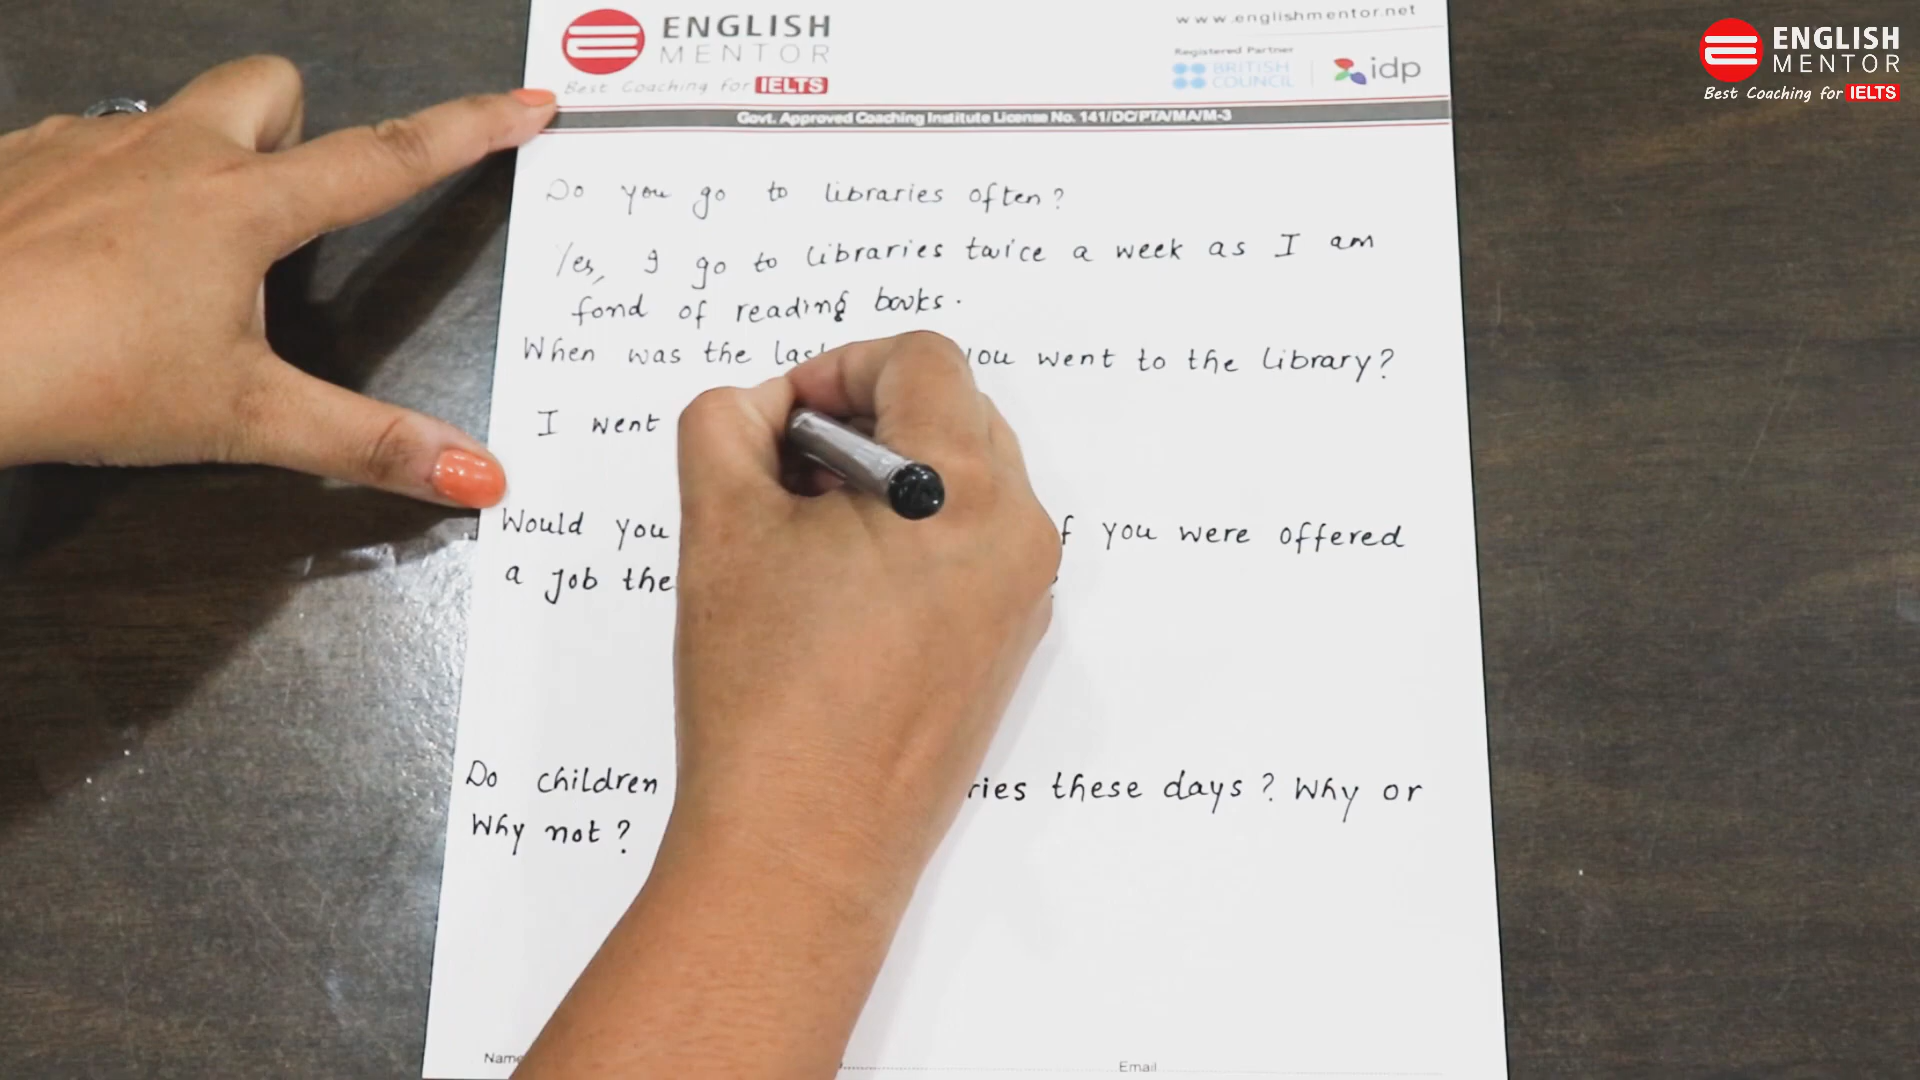 ENGLISH
MENTOR
Best Coaching for IELTS
www.englishmentor.net
Registered Partner
BRITISH
COUNCIL
idp
ENGLISH
MENTOR
Best Coaching for IELTS
Govt. Approved Coaching Institute License No. 141/DC/PTA/MA/M-3
Do you go to libraries often?
Yes, I go to libraries twice a week as I am
fond of reading books.
When was the you went to the library?
I went
Would you you were offered
a job
Do children these days? Why or
Why not?
Name
Email